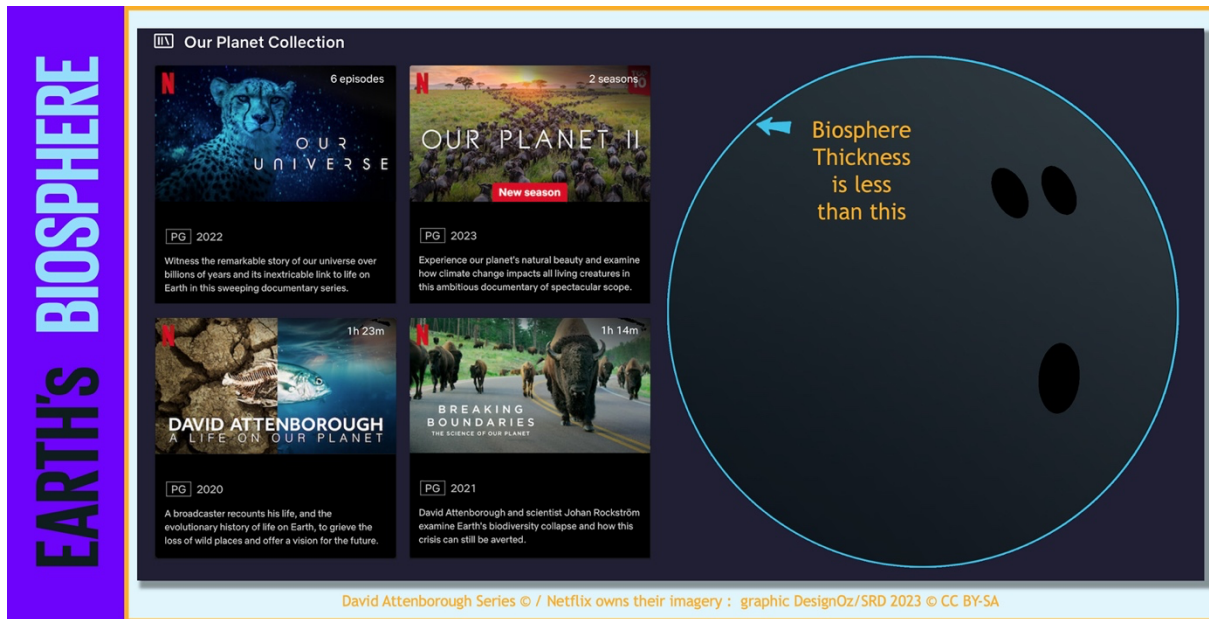 EARTH'S BIOSPHERE
Our Planet Collection
N
6 episodes
OUR
UNIVERSE
PG 2022
Witness the remarkable story of our universe over
billions of years and its inextricable link to life on
Earth in this sweeping documentary series.
N
2 seasons
10
OUR PLANET II
New season
PG 2023
Experience our planet's natural beauty and examine
how climate change impacts all living creatures in
this ambitious documentary of spectacular scope.
N
1h 23m
DAVID ATTENBOROUGH
A LIFE ON OUR PLANET
PG 2020
A broadcaster recounts his life, and the
evolutionary history of life on Earth, to grieve the
loss of wild places and offer a vision for the future.
N
1h 14m
BREAKING
BOUNDARIES
THE SCIENCE OF OUR PLANET
PG 2021
David Attenborough and scientist Johan Rockström
examine Earth's biodiversity collapse and how this
crisis can still be averted.
Biosphere
Thickness
is less
than this
David Attenborough Series © / Netflix owns their imagery : graphic DesignOz/SRD 2023 © CC BY-SA